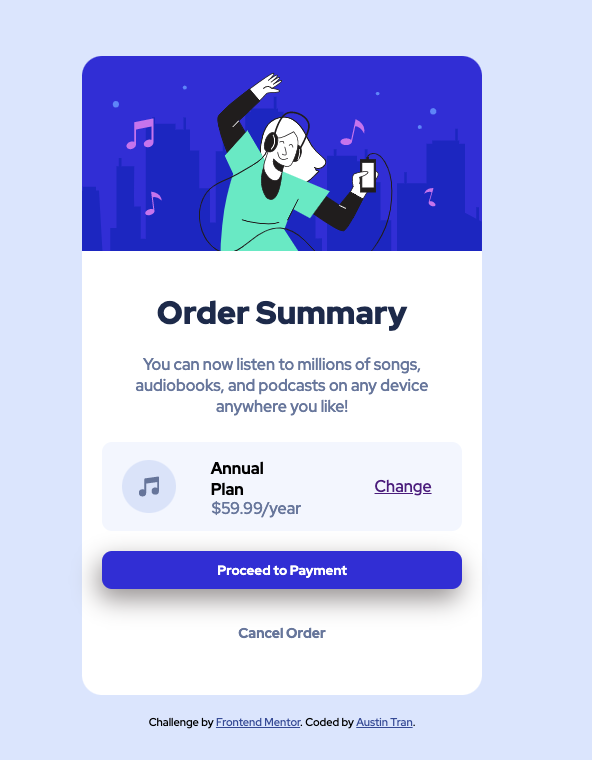 Order Summary
You can now listen to millions of songs,
audiobooks, and podcasts on any device
anywhere you like!
Annual
Plan
$59.99/year
Change
Proceed to Payment
Cancel Order
Challenge by Frontend Mentor. Coded by Austin Tran.